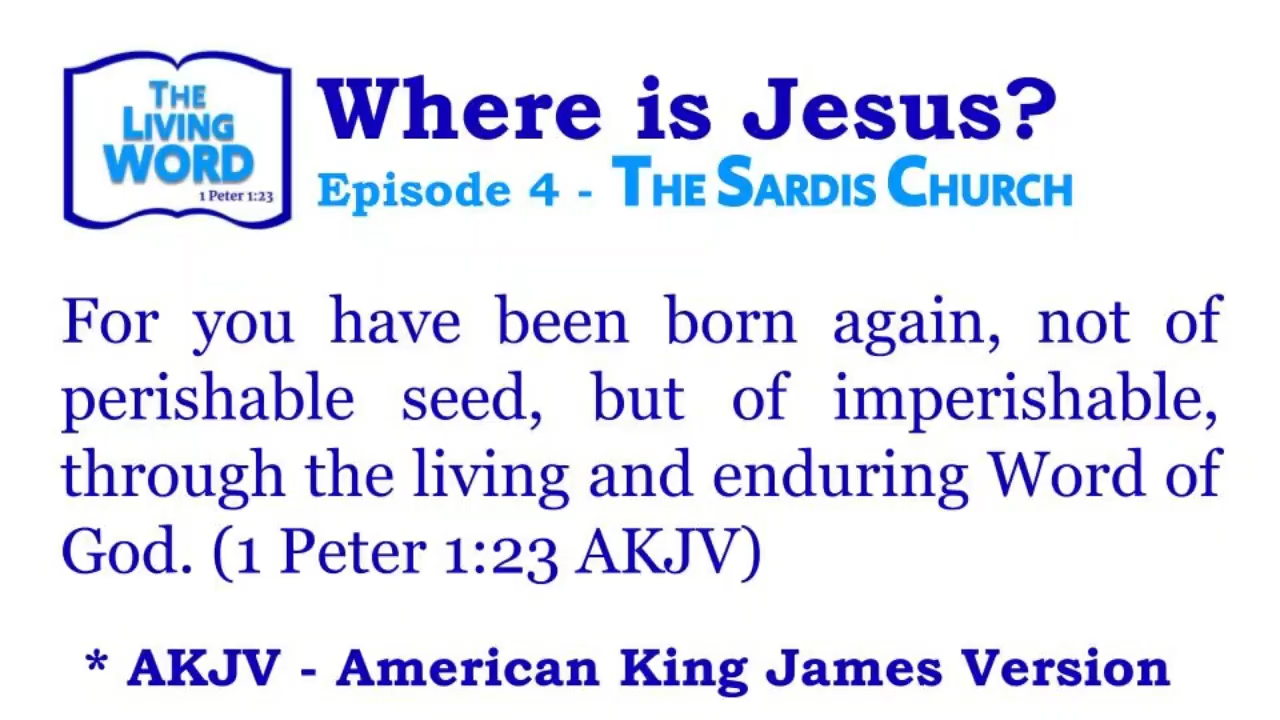 THE
LIVING
WORD
1 Peter 1:23
Where is Jesus?
Episode 4 - THE SARDIS CHURCH
For you have been born again, not of
perishable seed, but of imperishable,
through the living and enduring Word of
God. (1 Peter 1:23 AKJV)
* AKJV - American King James Version